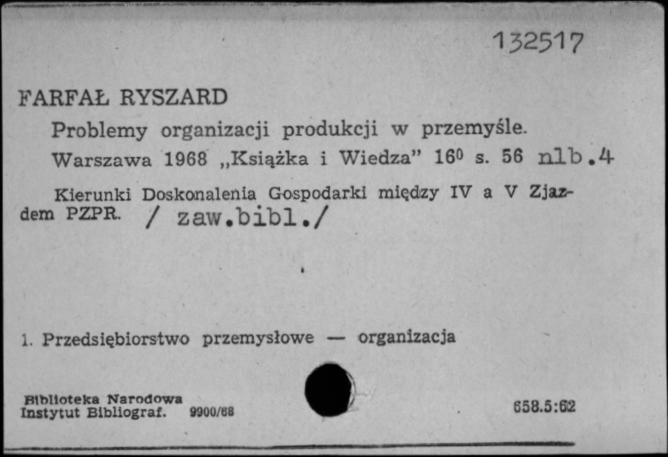 132517
FARFAŁ RYSZARD
Problemy organizacji produkcji w przemyśle.
Warszawa 1968 „Książka i Wiedza” 16⁰ s. 56 nlb.4
Kierunki Doskonalenia Gospodarki między IV a V Zjaz-
dem PZPR. / zaw.bibl./
1. Przedsiębiorstwo przemysłowe — organizacja
Biblioteka Narodowa
Instytut Bibliograf. 9900/68
658.5:62